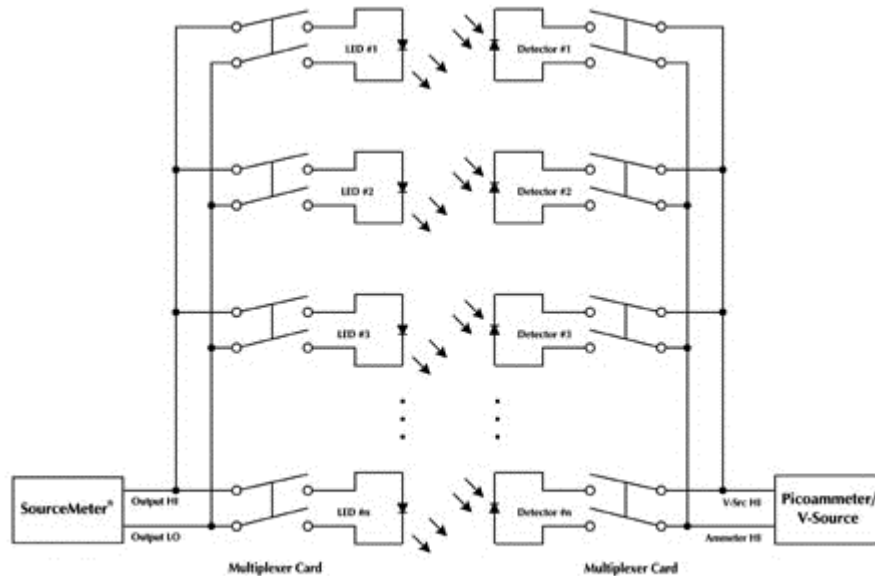 LED #1
Detector #1
LED #2
Detector #2
LED #3
Detector #3
LED #n
Detector #n
SourceMeter®
Output HI
Output LO
V-Src HI
Ammeter HI
Picoammeter/
V-Source
Multiplexer Card
Multiplexer Card